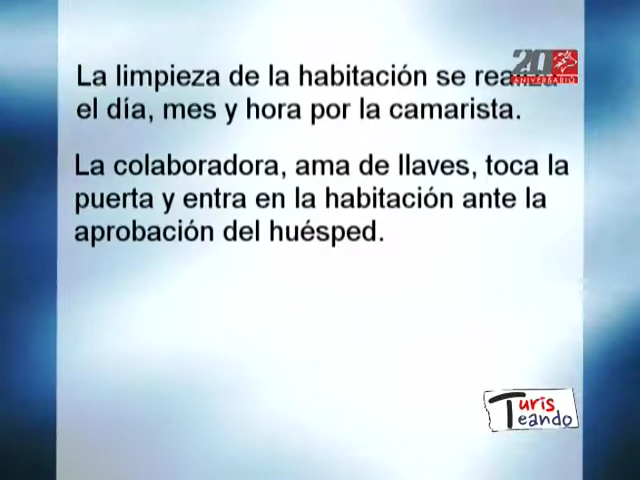 La limpieza de la habitación se
el día, mes y hora por la camarista.
La colaboradora, ama de llaves, toca la
puerta y entra en la habitación ante la
aprobación del huésped.
20
ANIVERSARIO
Turis
Teando